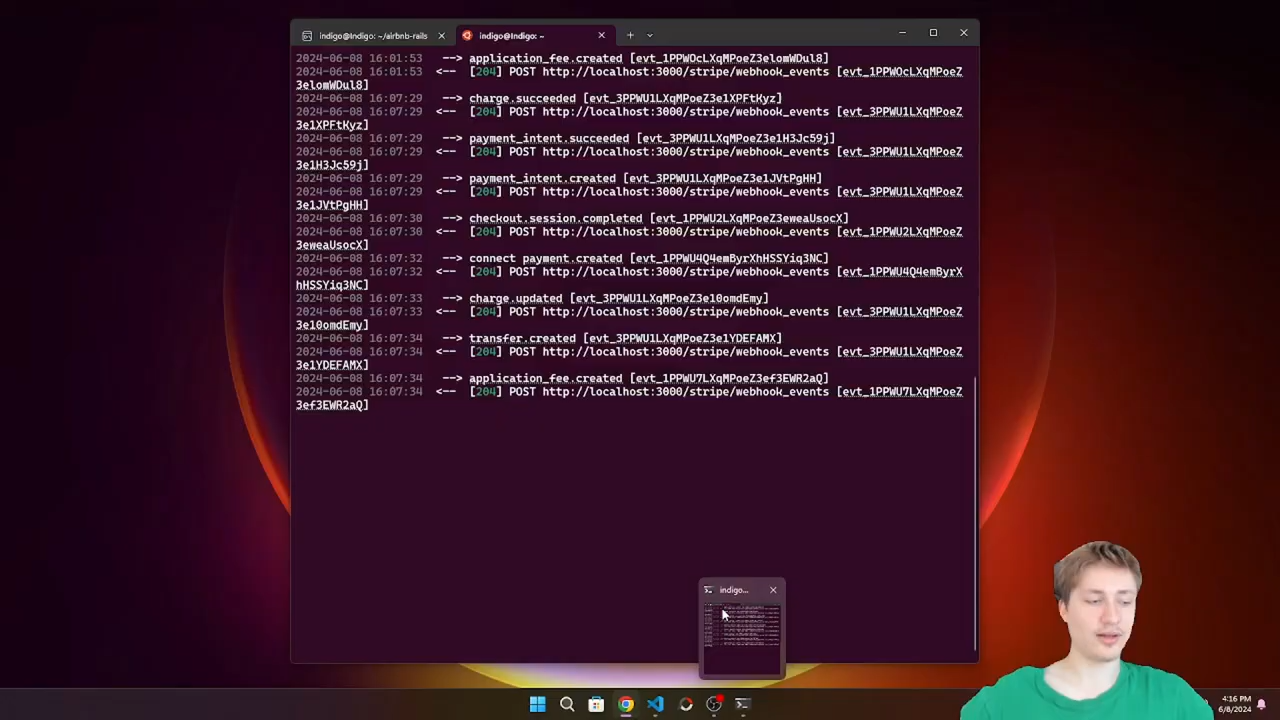 indigo@Indigo: ~/airbnb-rails
indigo@Indigo: ~
2024-06-08 16:01:53 --> application_fee.created [evt_1PPWOcLXqMPoeZ3elomWDul8]
2024-06-08 16:01:53 <-- [204] POST http://localhost:3000/stripe/webhook_events [evt_1PPWOcLXqMPoeZ
3elomWDul8]
2024-06-08 16:07:29 --> charge.succeeded [evt_3PPWU1LXqMPoeZ3e1XPFtKyz]
2024-06-08 16:07:29 <-- [204] POST http://localhost:3000/stripe/webhook_events [evt_3PPWU1LXqMPoeZ
3e1XPFtKyz]
2024-06-08 16:07:29 --> payment_intent.succeeded [evt_3PPWU1LXqMPoeZ3e1H3Jc59j]
2024-06-08 16:07:29 <-- [204] POST http://localhost:3000/stripe/webhook_events [evt_3PPWU1LXqMPoeZ
3e1H3Jc59j]
2024-06-08 16:07:29 --> payment_intent.created [evt_3PPWU1LXqMPoeZ3e1JVtPgHH]
2024-06-08 16:07:29 <-- [204] POST http://localhost:3000/stripe/webhook_events [evt_3PPWU1LXqMPoeZ
3e1JVtPgHH]
2024-06-08 16:07:30 --> checkout.session.completed [evt_1PPWU2LXqMPoeZ3eweaUsocX]
2024-06-08 16:07:30 <-- [204] POST http://localhost:3000/stripe/webhook_events [evt_1PPWU2LXqMPoeZ
3eweaUsocX]
2024-06-08 16:07:32 --> connect payment.created [evt_1PPWU4Q4emByrXhHSSYiq3NC]
2024-06-08 16:07:32 <-- [204] POST http://localhost:3000/stripe/webhook_events [evt_1PPWU4Q4emByrX
hHSSYiq3NC]
2024-06-08 16:07:33 --> charge.updated [evt_3PPWU1LXqMPoeZ3e10omdEmy]
2024-06-08 16:07:33 <-- [204] POST http://localhost:3000/stripe/webhook_events [evt_3PPWU1LXqMPoeZ
3e10omdEmy]
2024-06-08 16:07:34 --> transfer.created [evt_3PPWU1LXqMPoeZ3e1YDEFAMX]
2024-06-08 16:07:34 <-- [204] POST http://localhost:3000/stripe/webhook_events [evt_3PPWU1LXqMPoeZ
3e1YDEFAMX]
2024-06-08 16:07:34 --> application_fee.created [evt_1PPWU7LXqMPoeZ3ef3EWR2aQ]
2024-06-08 16:07:34 <-- [204] POST http://localhost:3000/stripe/webhook_events [evt_1PPWU7LXqMPoeZ
3ef3EWR2aQ]
indigo...
4:16 PM
6/8/2024